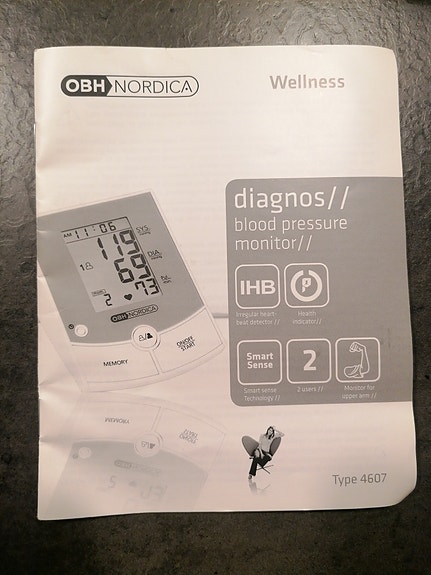 OBH NORDICA
Wellness
diagnos//
blood pressure
monitor//
AM 11:06
SYS.
mmHg
119
DIA.
mmHg
69
1
PUL.
73
2
IHB
Irregular heart-
beat detector //
Health
indicator//
OBH NORDICA
MEMORY
ON/OFF
START
Smart
Sense
2
Smart sense
Technology //
2 users //
Monitor for
upper arm //
MEMORY
Type 4607